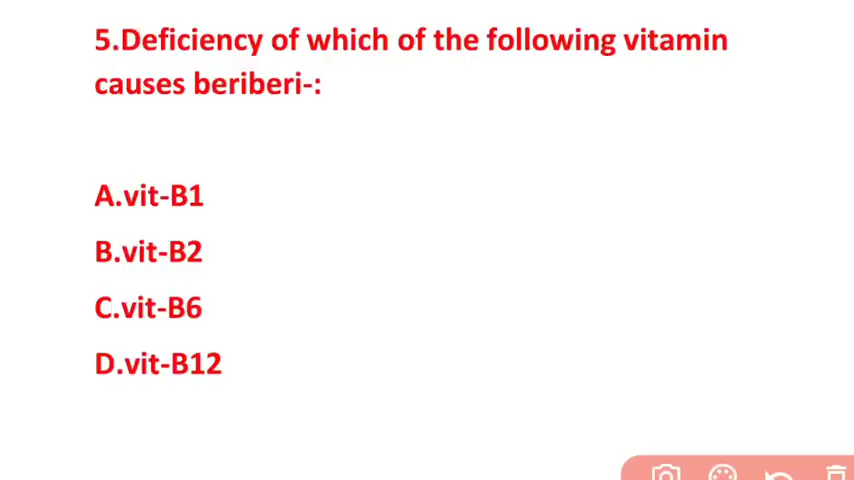 5.Deficiency of which of the following vitamin
causes beriberi-:
A.vit-B1
B.vit-B2
C.vit-B6
D.vit-B12